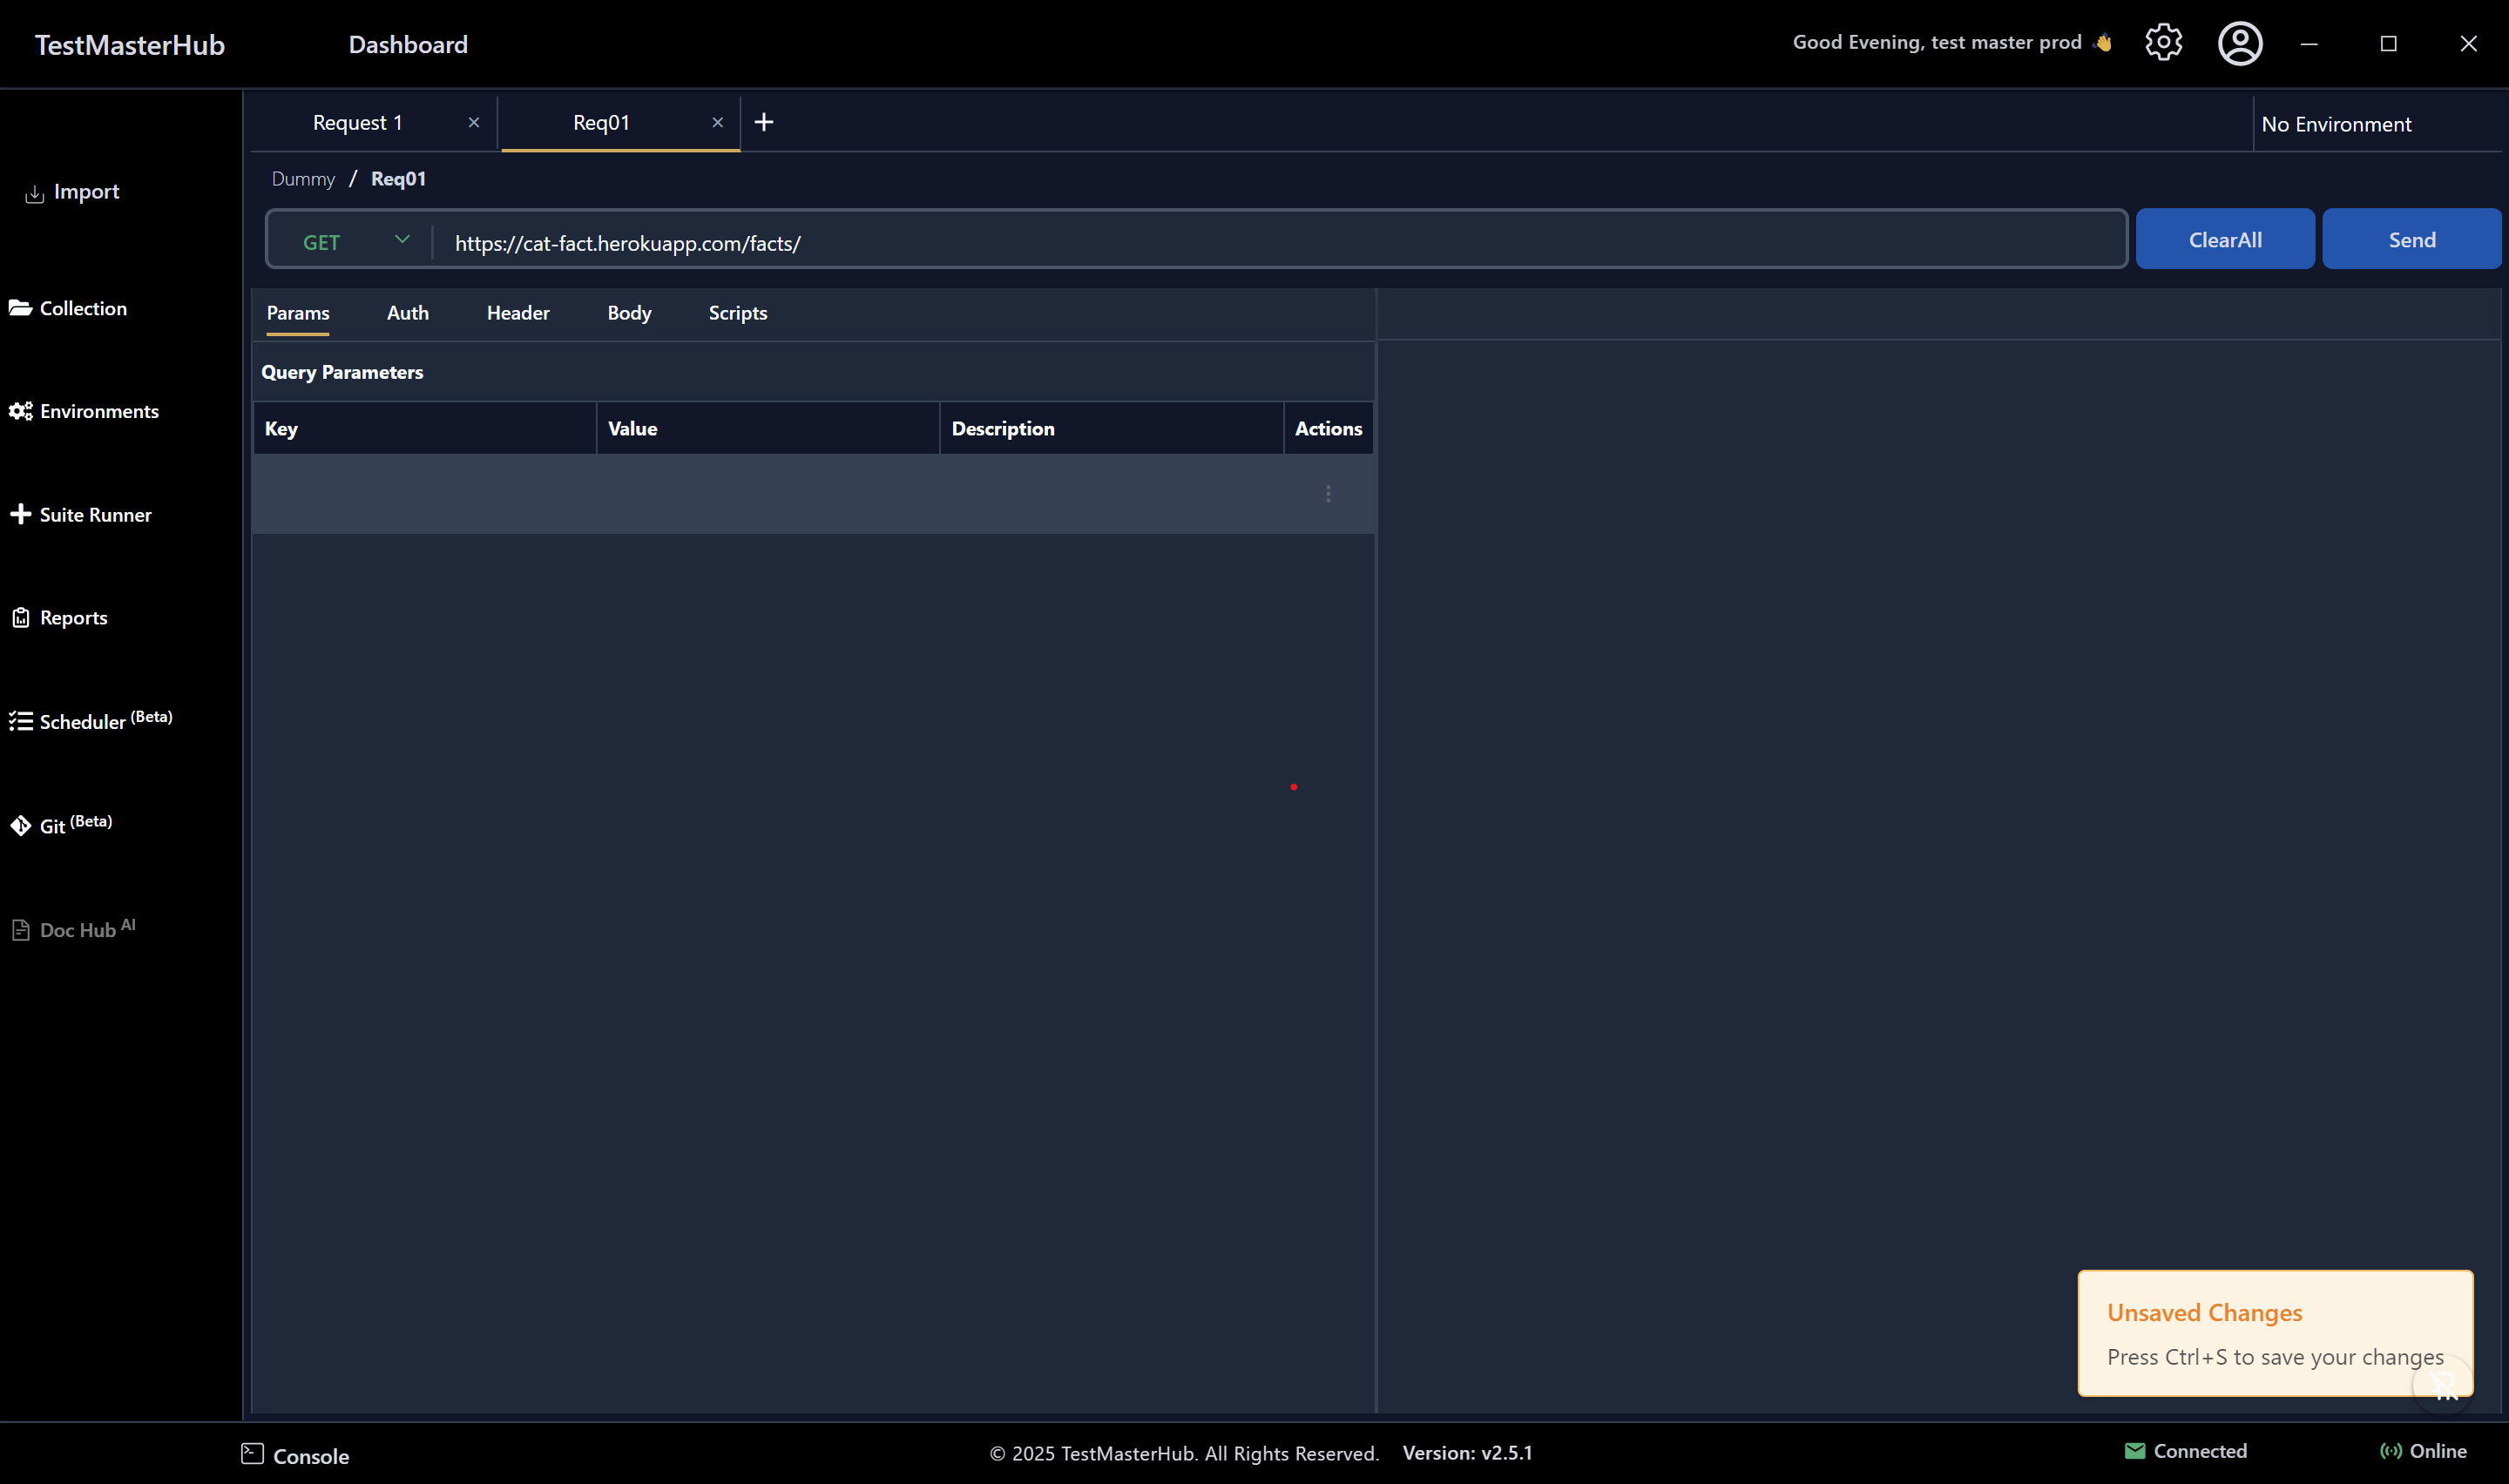 TestMasterHub
Dashboard
Good Evening, test master prod 👋
Request 1
Req01
No Environment
Dummy / Req01
GET
https://cat-fact.herokuapp.com/facts/
ClearAll
Send
Import
Collection
Environments
Suite Runner
Reports
Scheduler (Beta)
Git (Beta)
Doc Hub AI
Params
Auth
Header
Body
Scripts
Query Parameters
Key
Value
Description
Actions
Unsaved Changes
Press Ctrl+S to save your changes
Console
© 2025 TestMasterHub. All Rights Reserved.
Version: v2.5.1
Connected
Online